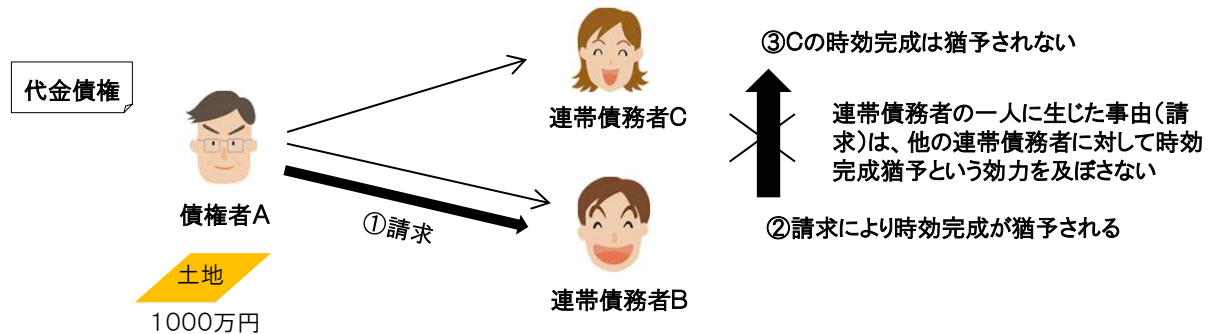 代金債権
債権者A
土地
1000万円
①請求
連帯債務者C
連帯債務者B
③Cの時効完成は猶予されない
連帯債務者の一人に生じた事由(請
求)は、他の連帯債務者に対して時効
完成猶予という効力を及ぼさない
②請求により時効完成が猶予される